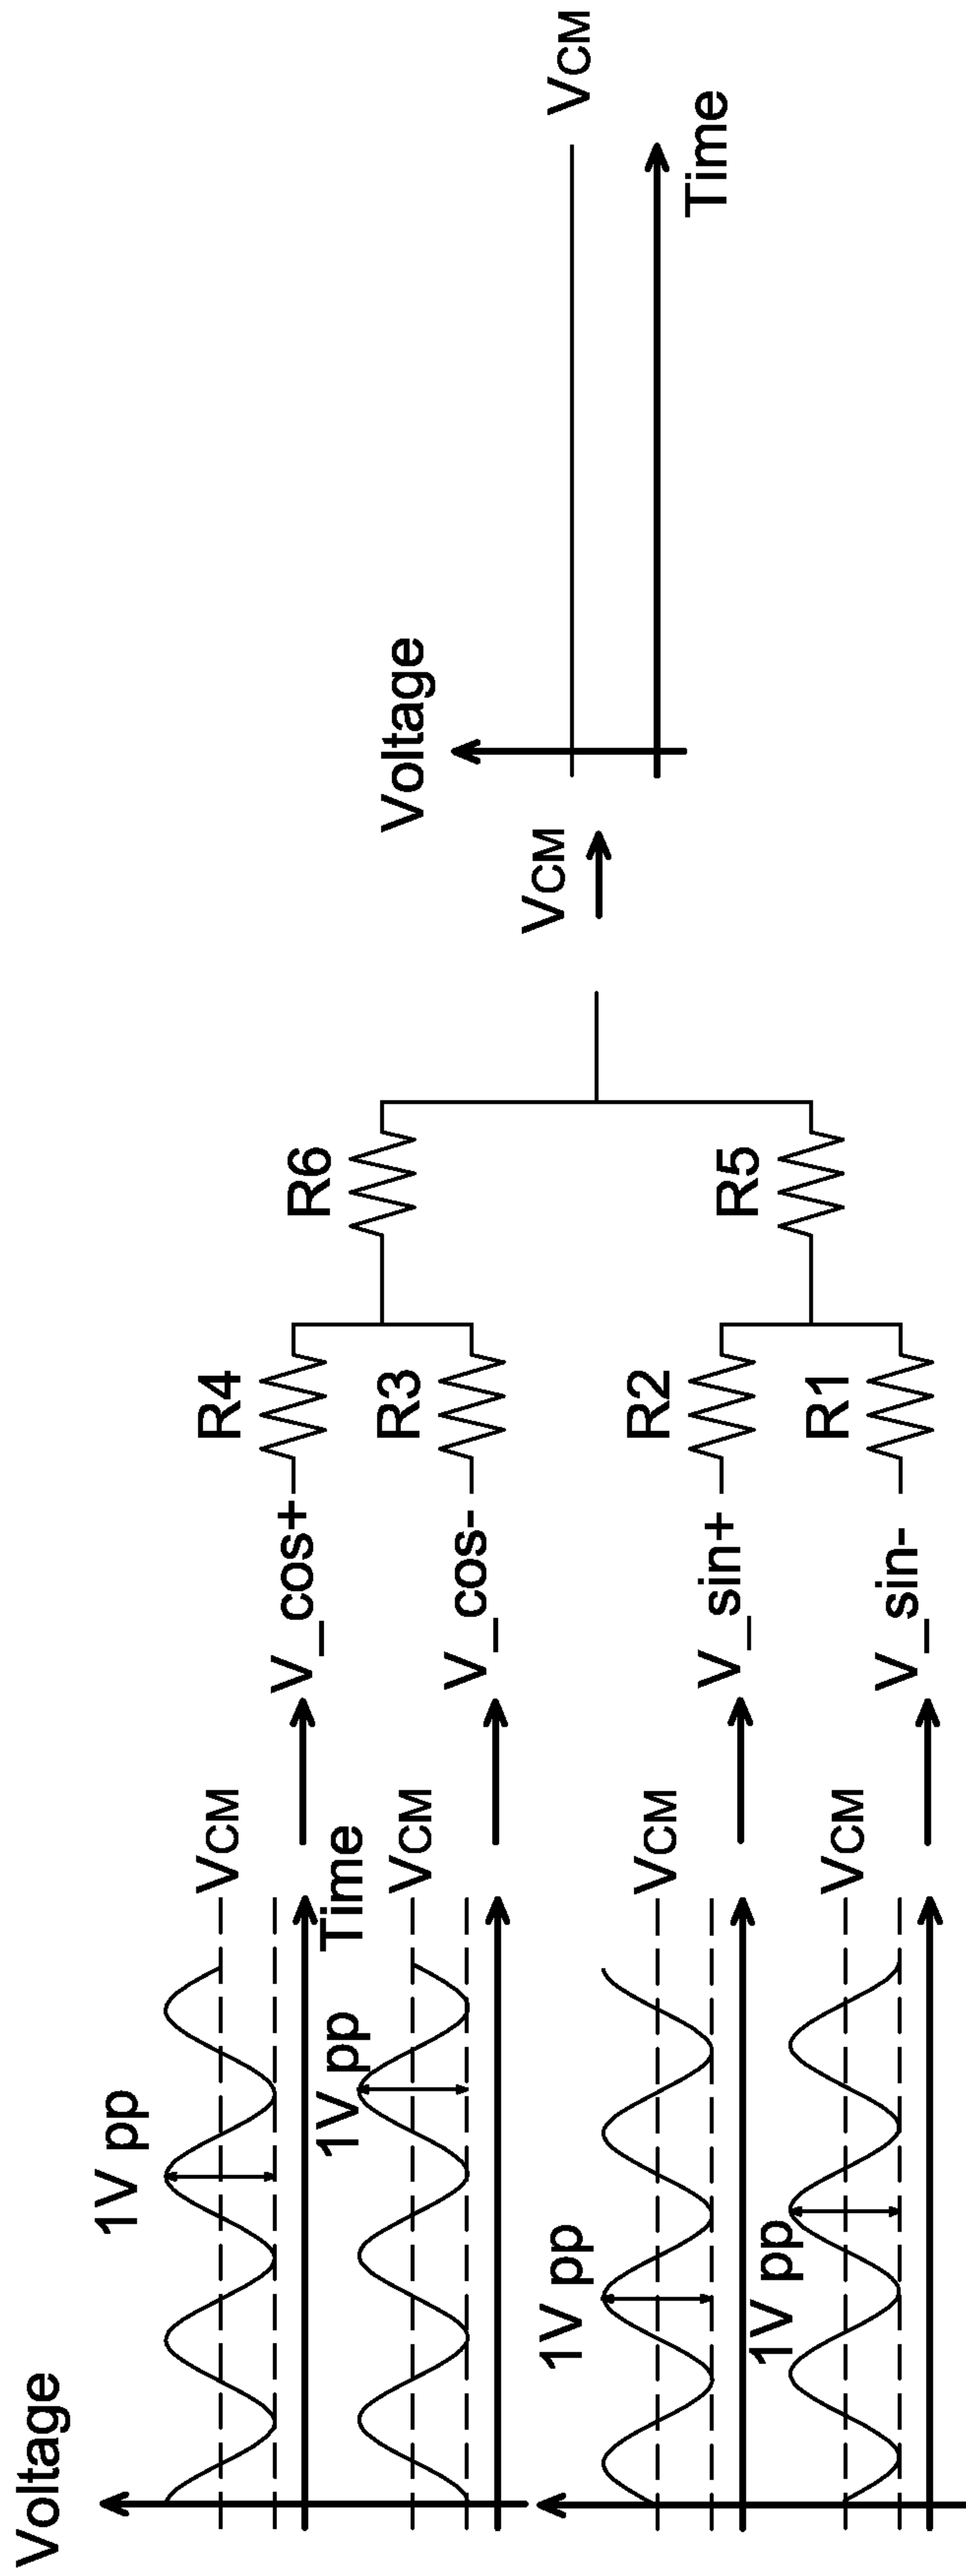 Voltage
1V pp
VCM
Time
V_cos+
R4
1V pp
VCM
V_cos-
R3
R6
1V pp
VCM
V_sin+
R2
1V pp
VCM
V_sin-
R1
R5
VCM
Voltage
VCM
Time